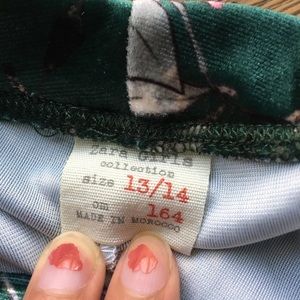 Zara Girls
collection
size 13/14
cm 164
MADE IN MOROCCO